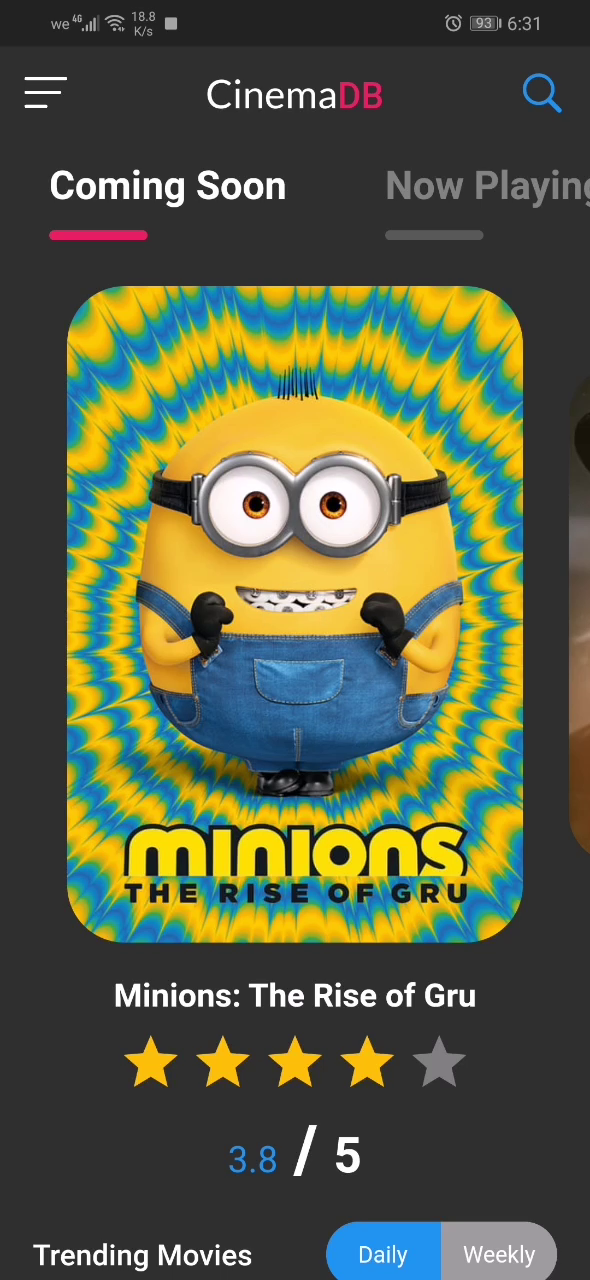 we 4G 18.8 K/s 93 6:31
CinemaDB
Coming Soon Now Playing
minions
THE RISE OF GRU
Minions: The Rise of Gru
3.8 / 5
Trending Movies Daily Weekly